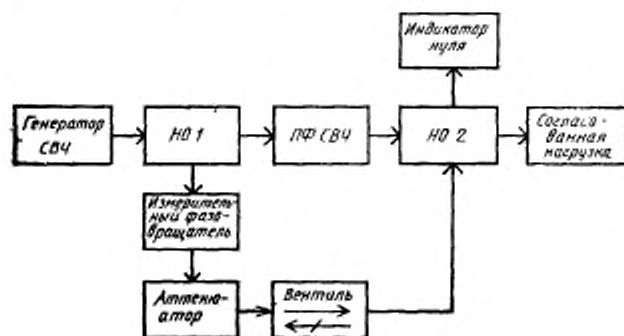 Индикатор
нуля
Генератор
СВЧ
НО 1
ПФ СВЧ
НО 2
Согласо-
ванная
нагрузка
Измеритель-
ный фазо-
вращатель
Аттеню-
атор
Вентиль